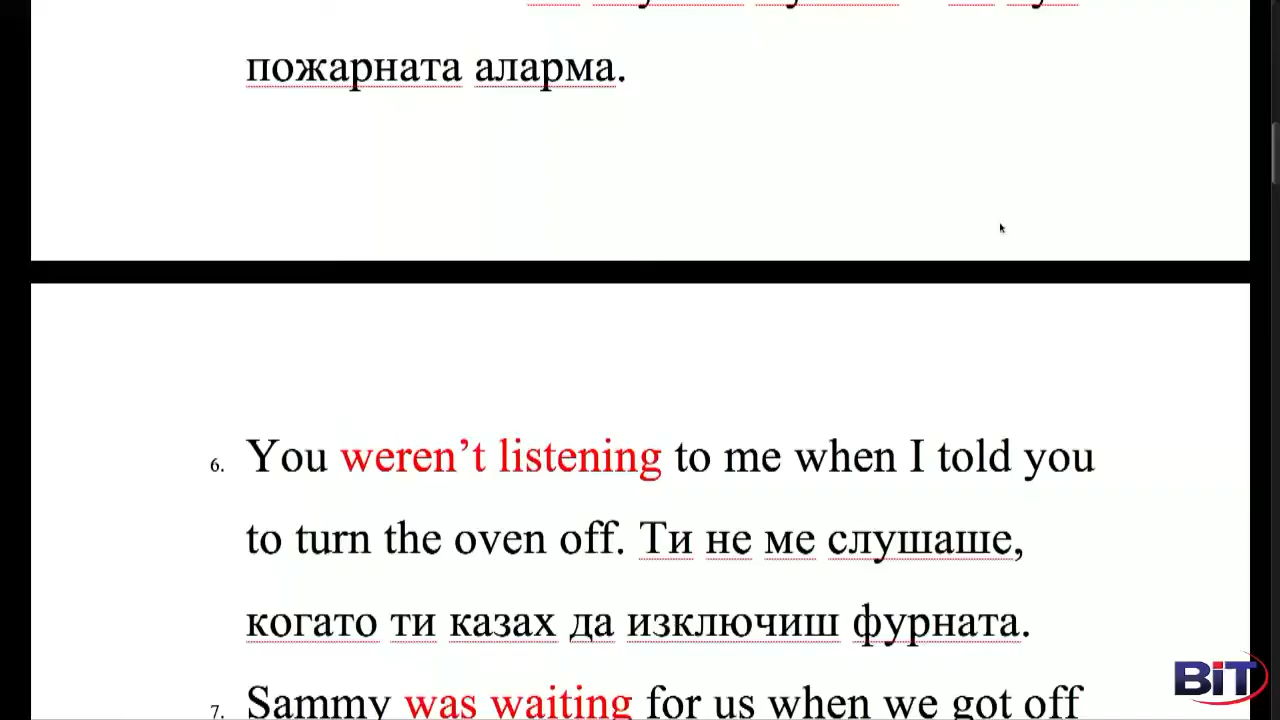 пожарната аларма.
6. You weren’t listening to me when I told you
to turn the oven off. Ти не ме слушаше,
когато ти казах да изключиш фурната.
7. Sammy was waiting for us when we got off
BiT